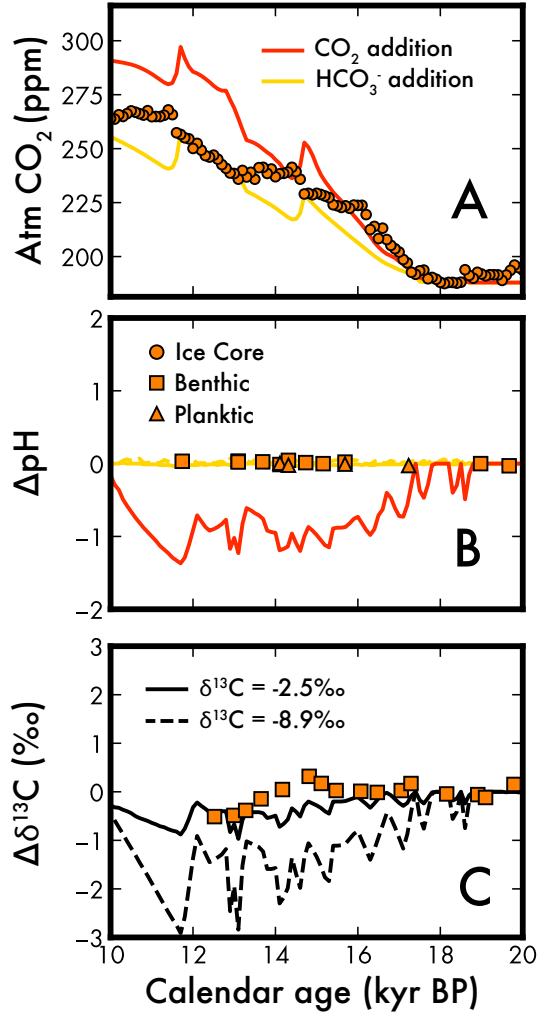 300
275
250
225
200
Atm CO₂ (ppm)
CO₂ addition
HCO₃⁻ addition
A
2
1
0
−1
−2
ΔpH
Ice Core
Benthic
Planktic
B
3
2
1
0
−1
−2
−3
Δδ¹³C (‰)
δ¹³C = -2.5‰
δ¹³C = -8.9‰
C
10 12 14 16 18 20
Calendar age (kyr BP)